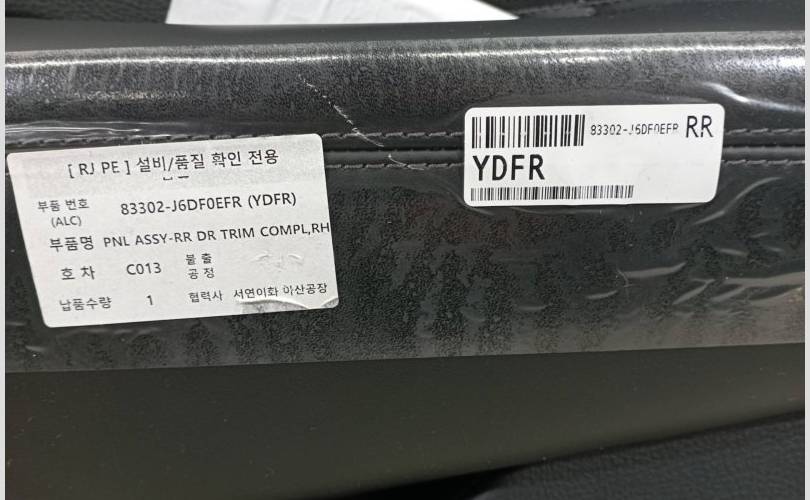 [ RJ PE ] 설비/품질 확인 전용
부품 번호 (ALC) 83302-J6DF0EFR (YDFR)
부품명 PNL ASSY-RR DR TRIM COMPL,RH
호 차 C013 불 출 공 정
납품수량 1 협력사 서연이화 아산공장
83302-J6DF0EFR RR
YDFR